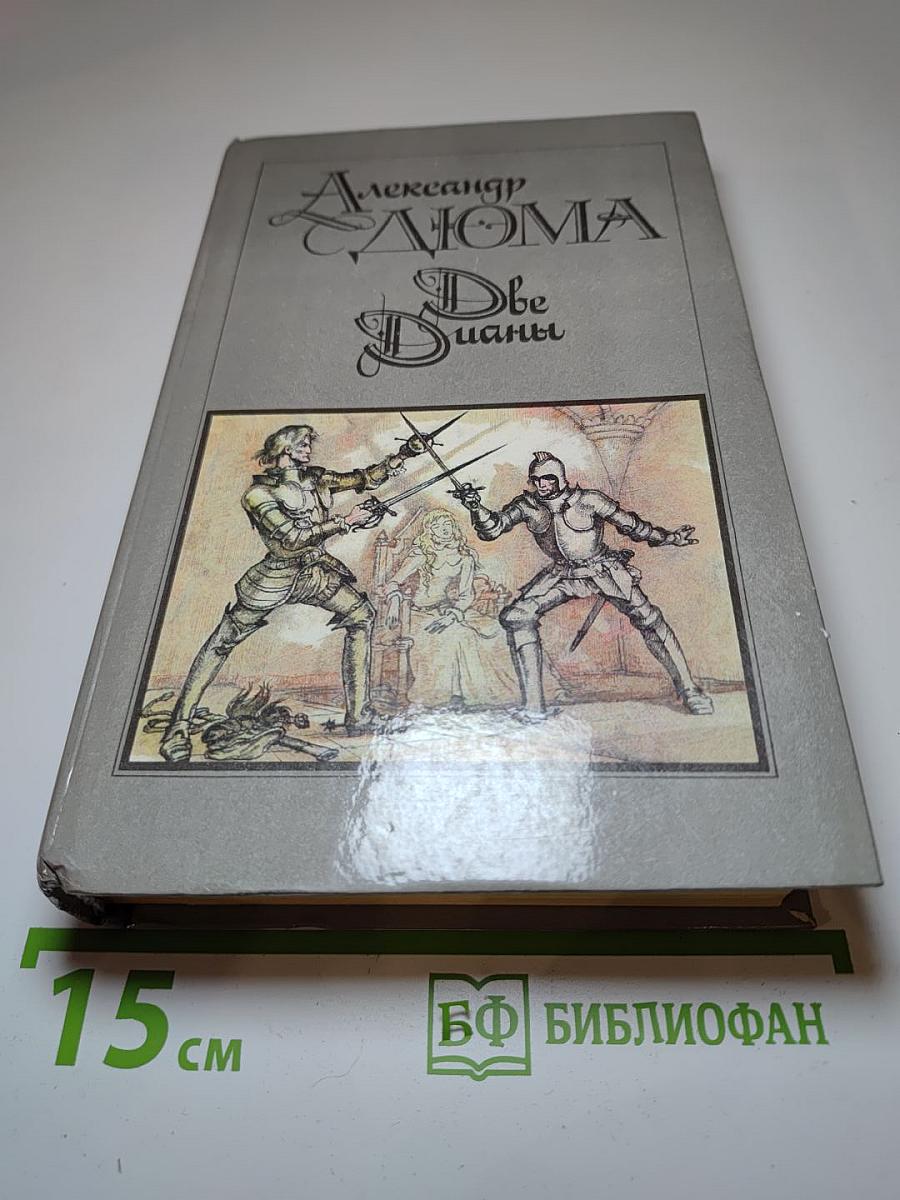 Александр
ДЮМА
Две
Дианы
15 см
БФ БИБЛИОФАН